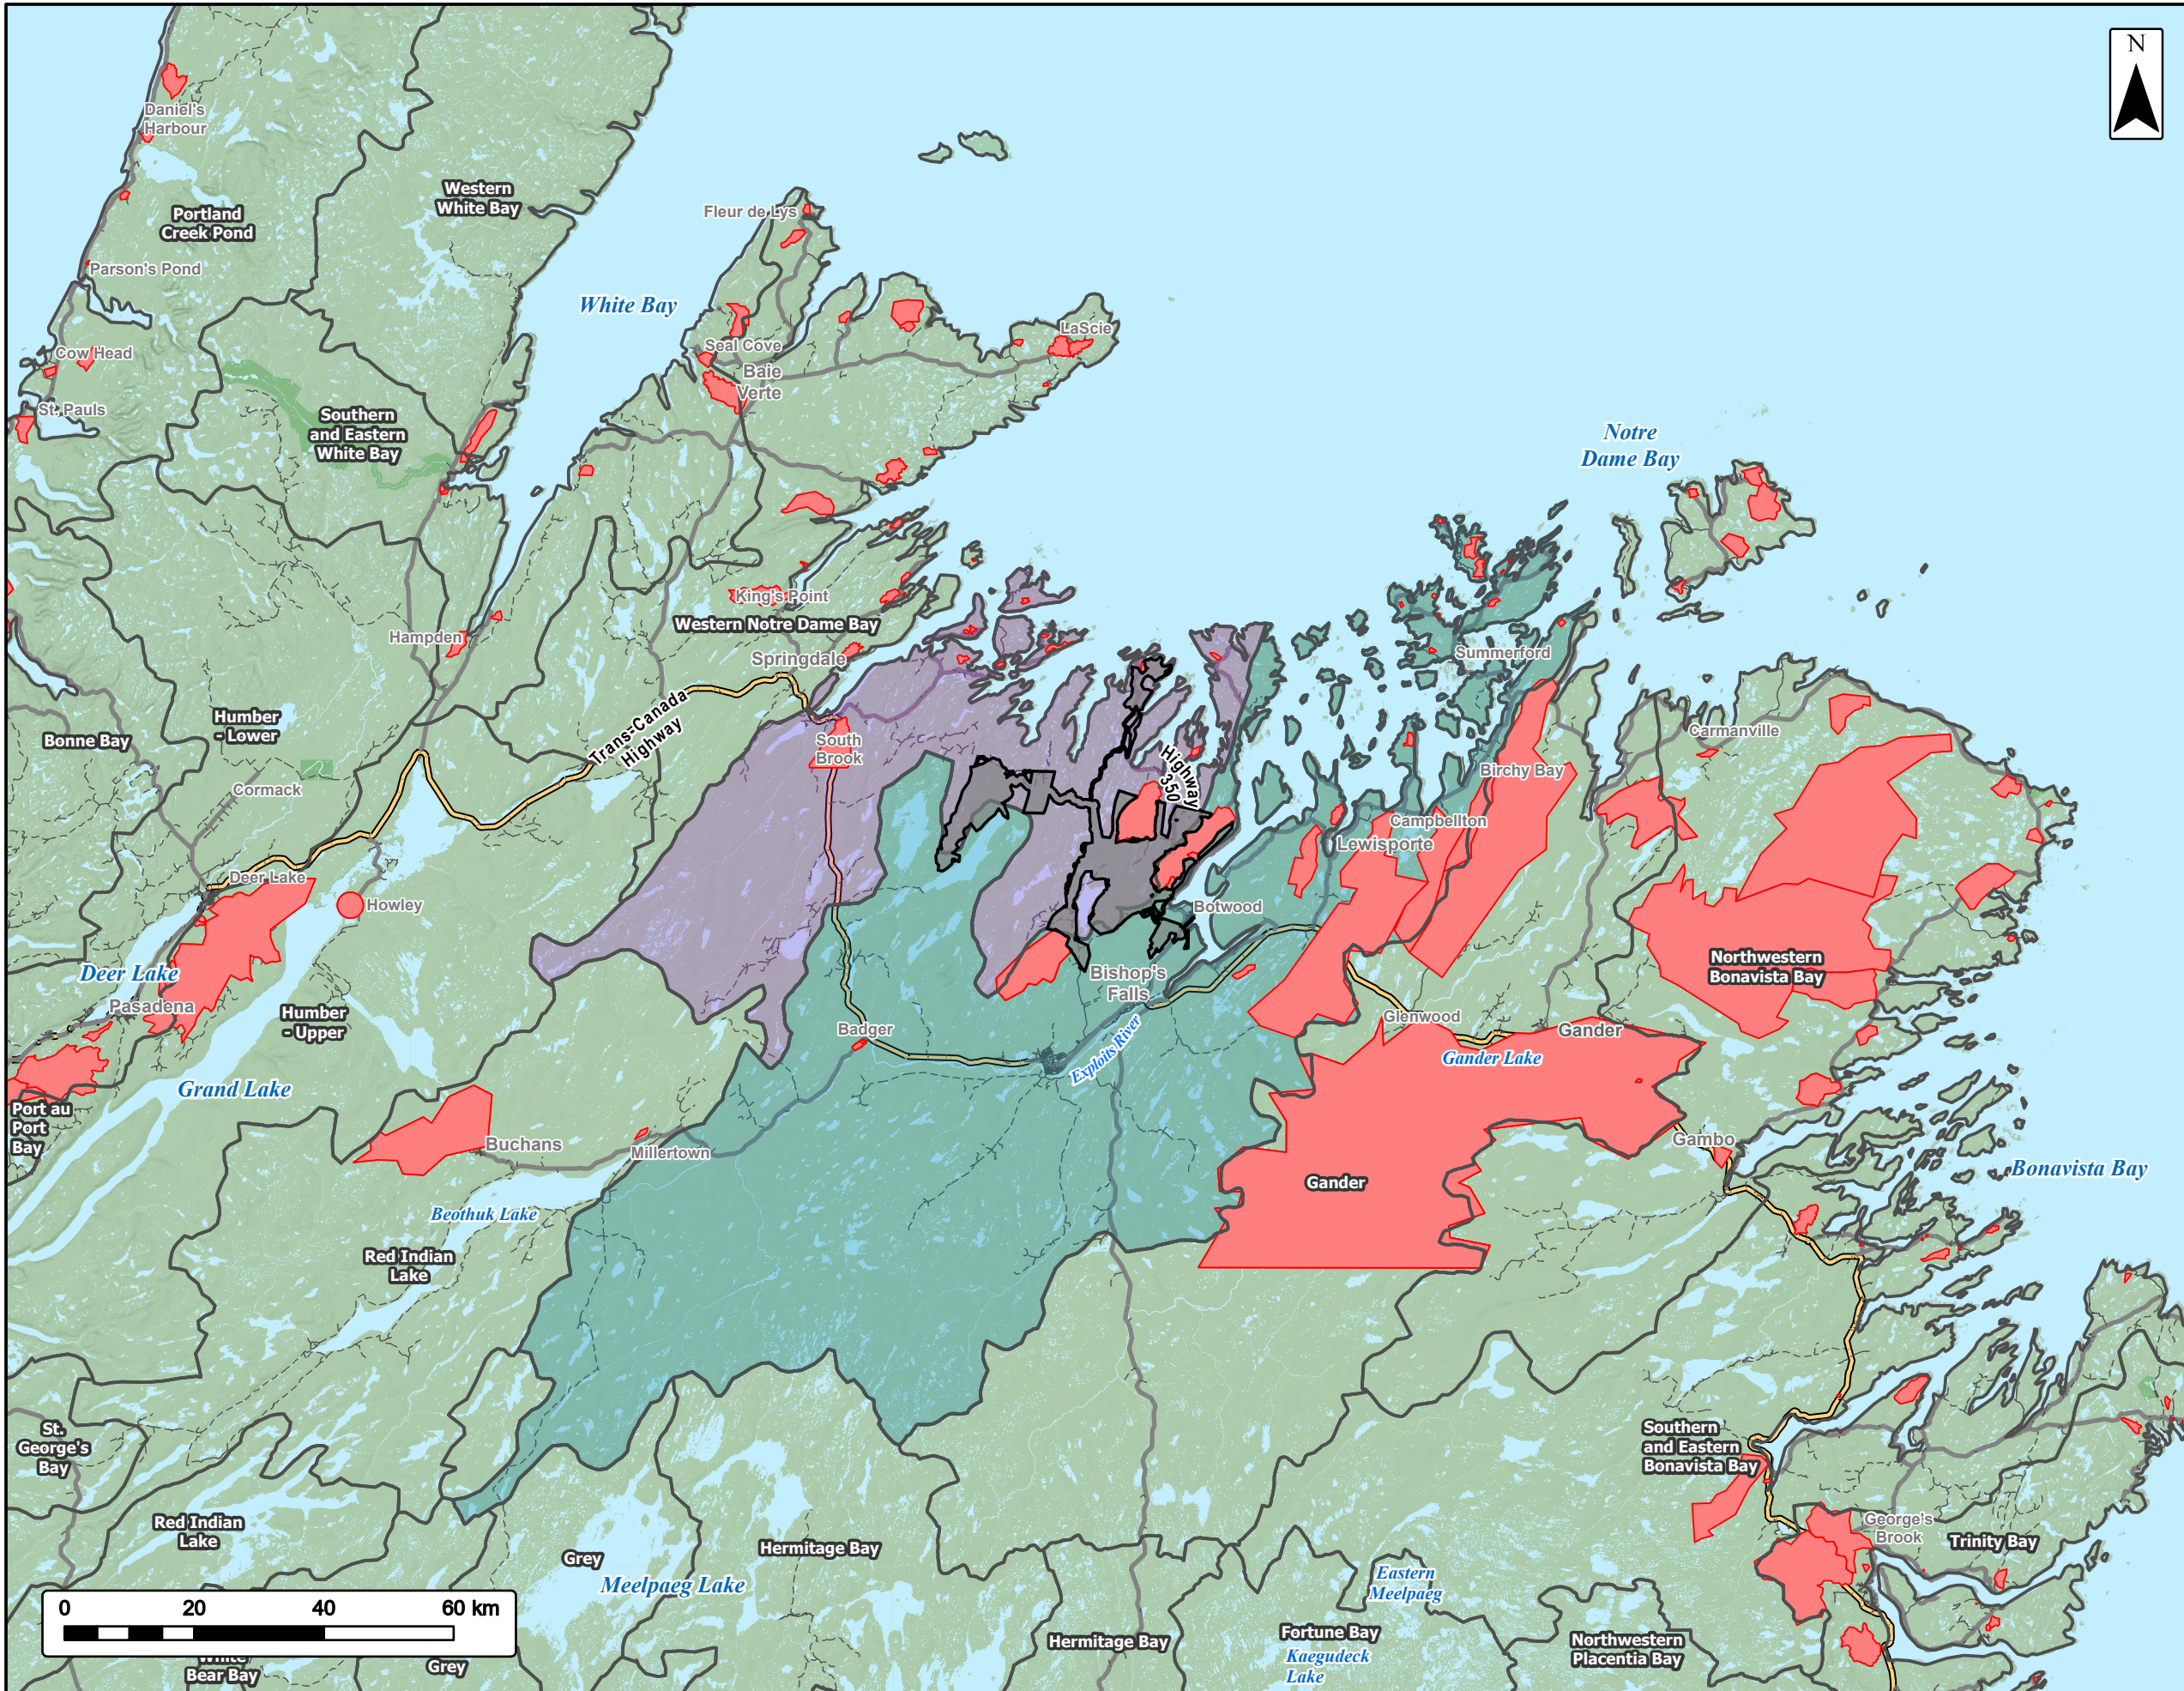 N
Daniel's
Harbour
Western
White Bay
Portland
Creek Pond
Fleur de Lys
Parson's Pond
White Bay
LaScie
Cow Head
Seal Cove
Baie
Verte
St. Pauls
Southern
and Eastern
White Bay
Notre
Dame Bay
King's Point
Western Notre Dame Bay
Hampden
Springdale
Summerford
Humber
- Lower
Bonne Bay
Trans-Canada
Highway
South
Brook
Highway
350
Carmanville
Birchy Bay
Cormack
Campbellton
Lewisporte
Deer Lake
Howley
Botwood
Deer Lake
Bishop's
Falls
Northwestern
Bonavista Bay
Pasadena
Humber
- Upper
Badger
Glenwood
Gander
Exploits River
Gander Lake
Grand Lake
Port au
Port
Bay
Buchans
Millertown
Gambo
Gander
Bonavista Bay
Beothuk Lake
Red Indian
Lake
St.
George's
Bay
Southern
and Eastern
Bonavista Bay
Red Indian
Lake
George's
Brook
Trinity Bay
Grey
Hermitage Bay
Meelpaeg Lake
Eastern
Meelpaeg
0 20 40 60 km
Hermitage Bay
Fortune Bay
Kaegudeck
Lake
Northwestern
Placentia Bay
White
Bear Bay
Grey